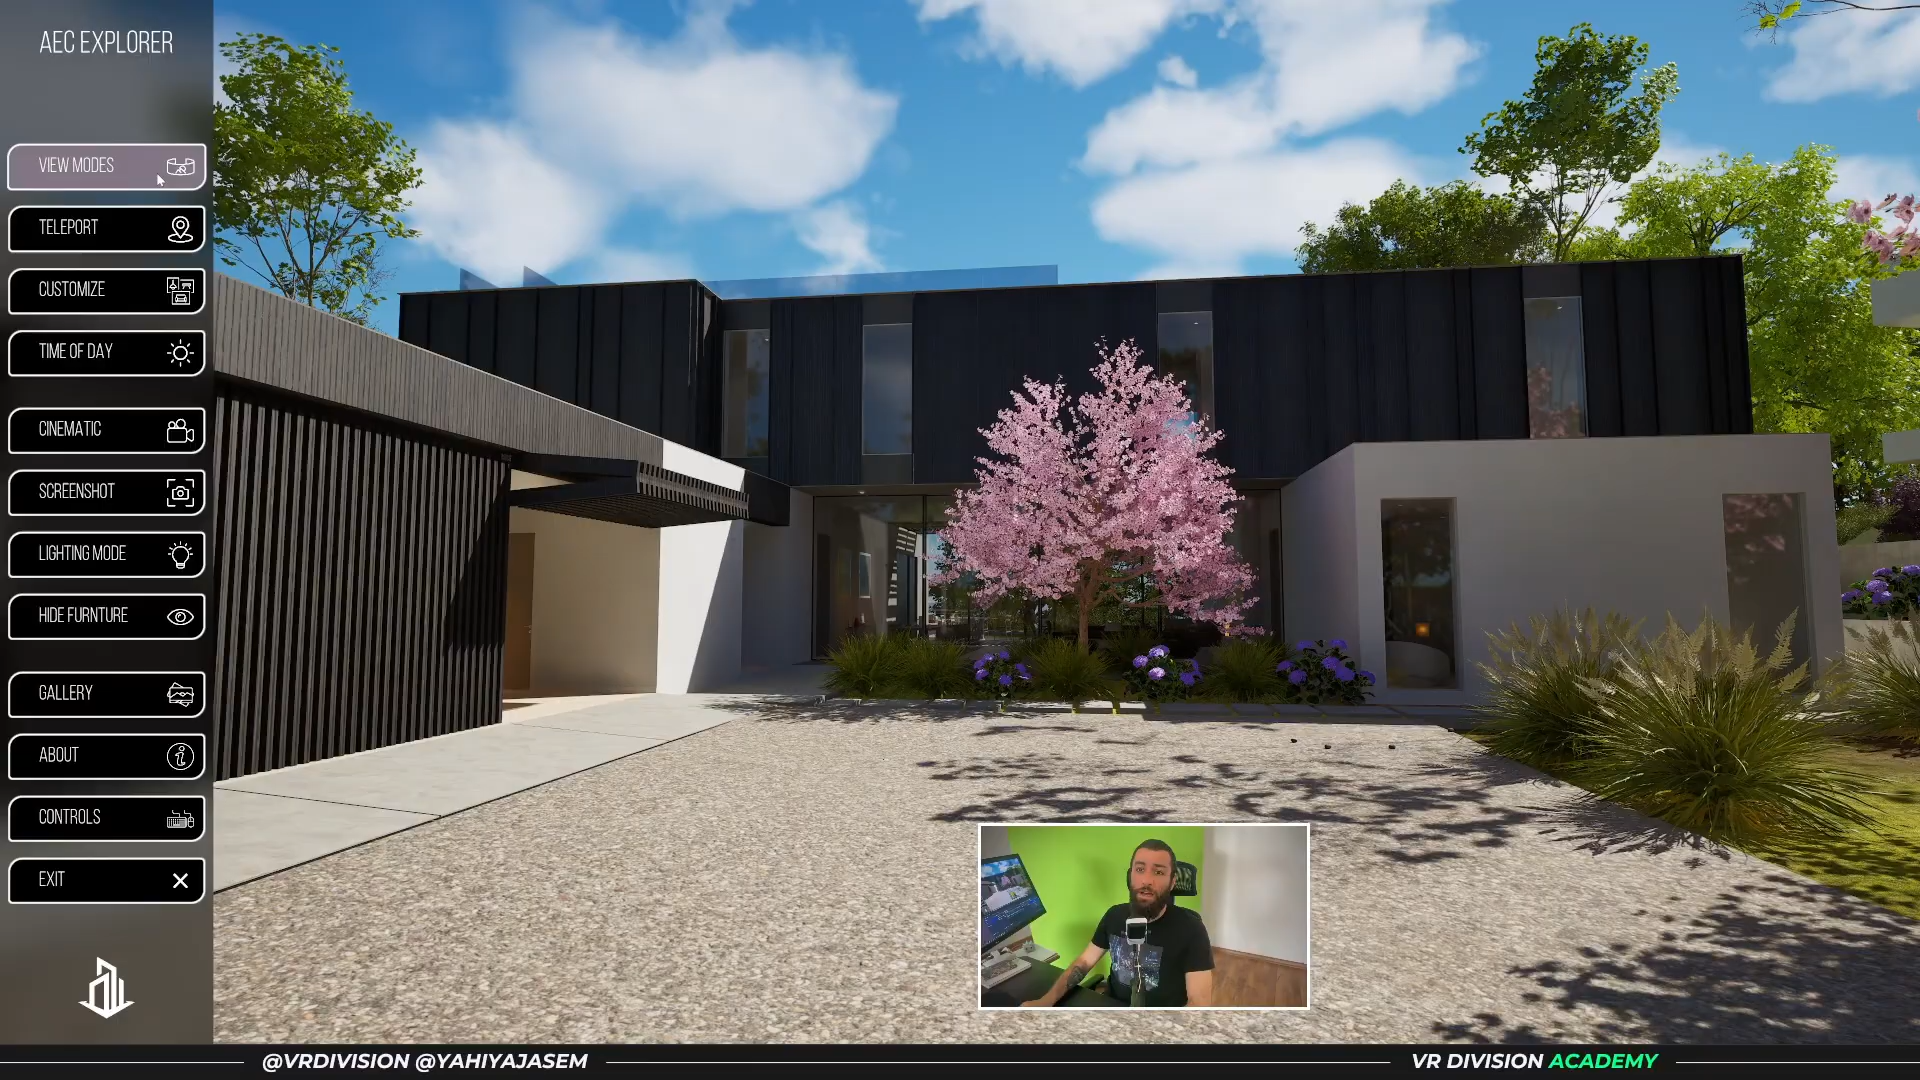 AEC EXPLORER
VIEW MODES
TELEPORT
CUSTOMIZE
TIME OF DAY
CINEMATIC
SCREENSHOT
LIGHTING MODE
HIDE FURNTURE
GALLERY
ABOUT
CONTROLS
EXIT
@VRDIVISION @YAHIYAJASEM
VR DIVISION ACADEMY